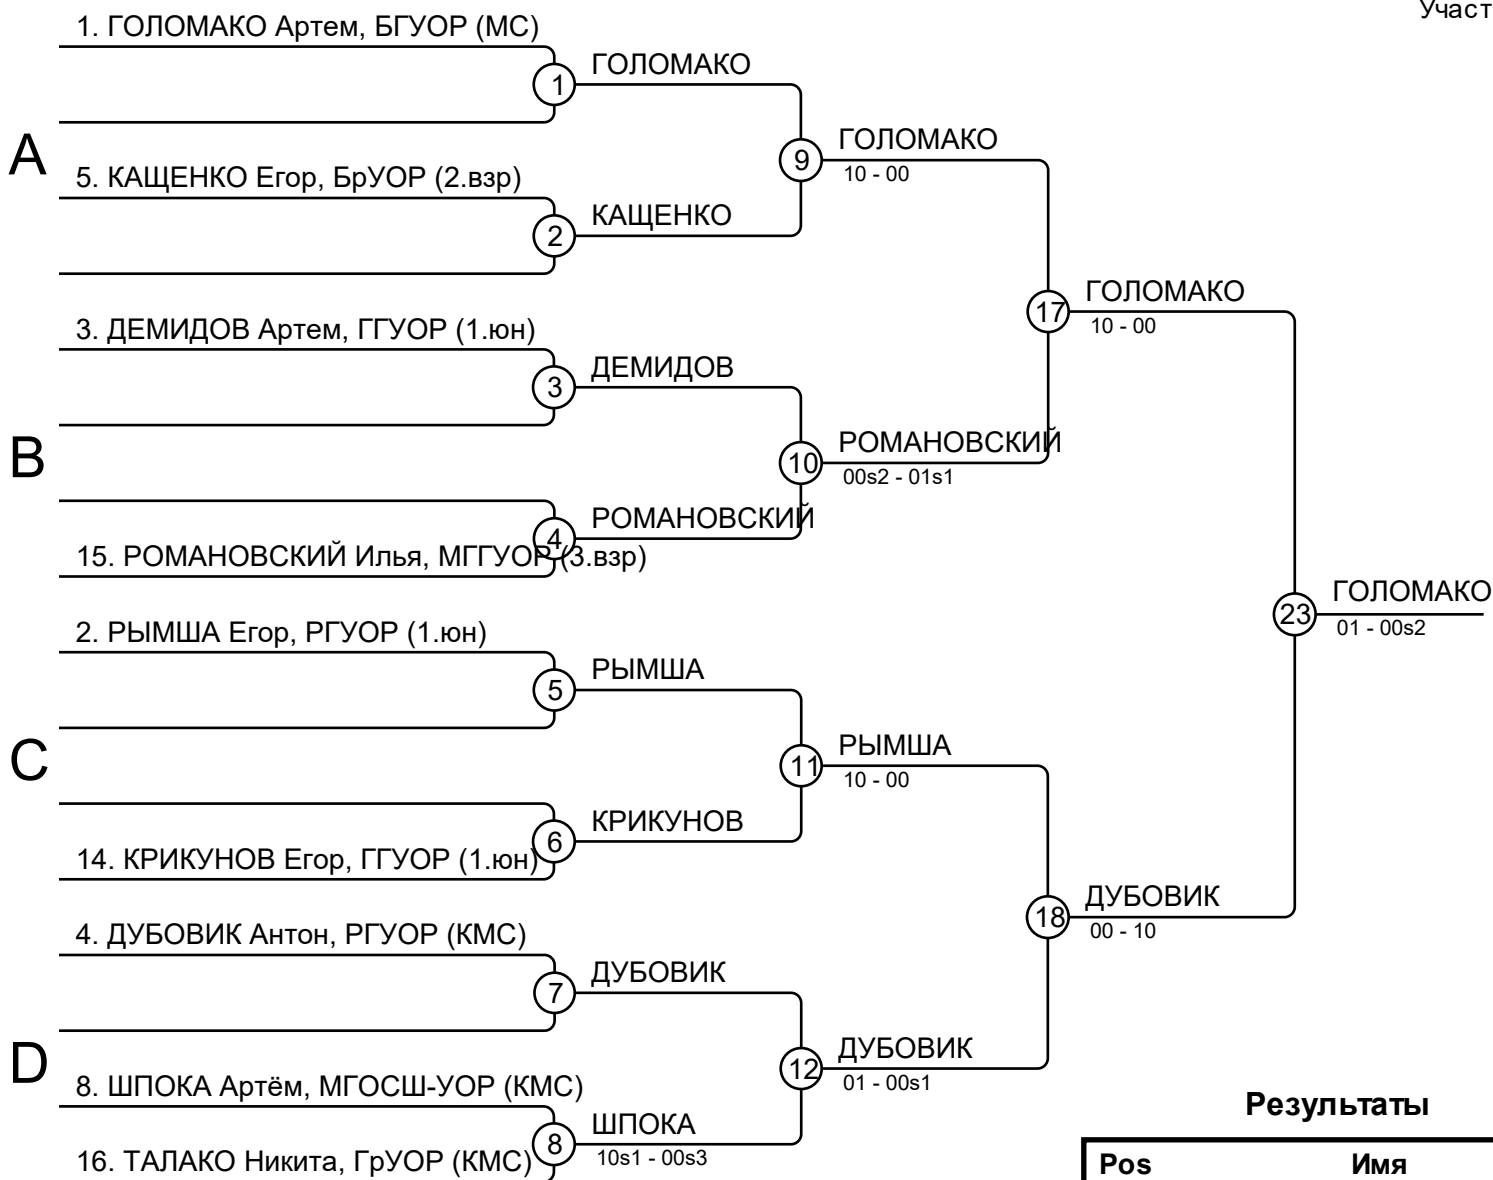 Участ
1. ГОЛОМАКО Артем, БГУОР (МС)
1
ГОЛОМАКО
A
9
ГОЛОМАКО
10 - 00
5. КАЩЕНКО Егор, БрУОР (2.взр)
2
КАЩЕНКО
17
ГОЛОМАКО
10 - 00
3. ДЕМИДОВ Артем, ГГУОР (1.юн)
3
ДЕМИДОВ
B
10
РОМАНОВСКИЙ
00s2 - 01s1
4
РОМАНОВСКИЙ
15. РОМАНОВСКИЙ Илья, МГГУОР (3.взр)
23
ГОЛОМАКО
01 - 00s2
2. РЫМША Егор, РГУОР (1.юн)
5
РЫМША
C
11
РЫМША
10 - 00
6
КРИКУНОВ
14. КРИКУНОВ Егор, ГГУОР (1.юн)
18
ДУБОВИК
00 - 10
4. ДУБОВИК Антон, РГУОР (КМС)
7
ДУБОВИК
D
12
ДУБОВИК
01 - 00s1
8. ШПОКА Артём, МГОСШ-УОР (КМС)
8
ШПОКА
10s1 - 00s3
16. ТАЛАКО Никита, ГрУОР (КМС)
Результаты
Pos Имя